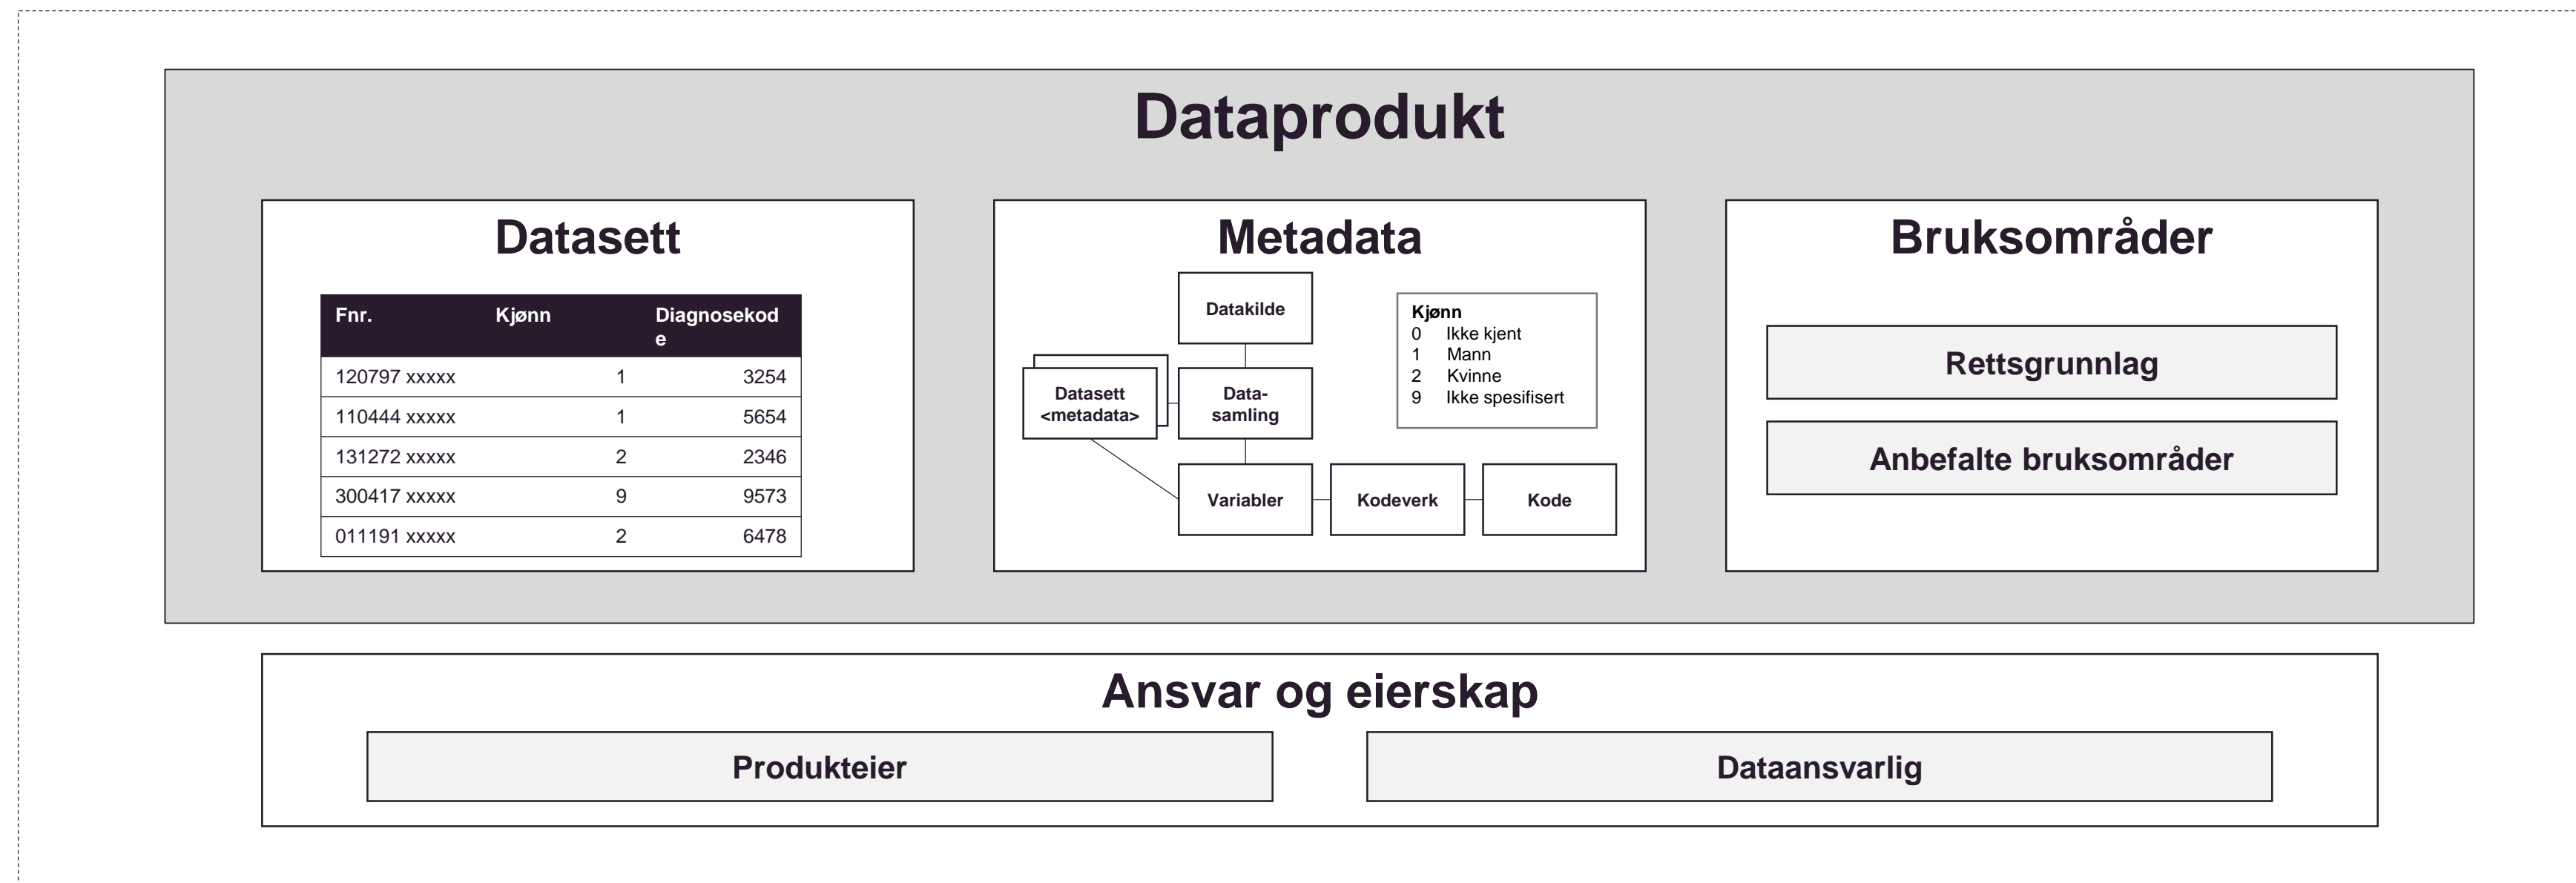 Dataprodukt
Datasett
Fnr. Kjønn Diagnosekod
e
120797 xxxxx 1 3254
110444 xxxxx 1 5654
131272 xxxxx 2 2346
300417 xxxxx 9 9573
011191 xxxxx 2 6478
Metadata
Datakilde
Datasett
<metadata>
Data-
samling
Variabler
Kodeverk
Kode
Kjønn
0 Ikke kjent
1 Mann
2 Kvinne
9 Ikke spesifisert
Bruksområder
Rettsgrunnlag
Anbefalte bruksområder
Ansvar og eierskap
Produkteier
Dataansvarlig